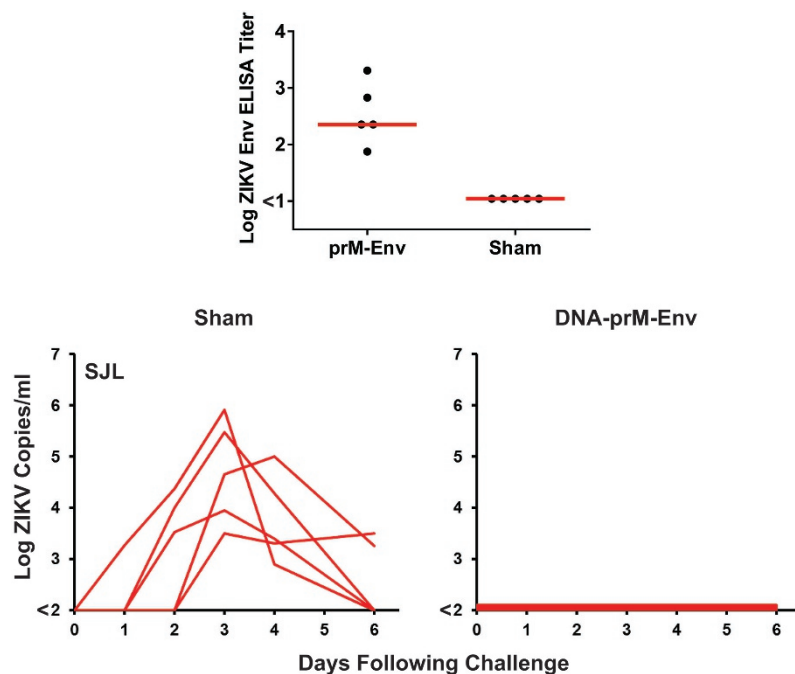 Log ZIKV Env ELISA Titer
4
3
2
<1
prM-Env Sham
Sham
SJL
Log ZIKV Copies/ml
7
6
5
4
3
<2
0 1 2 3 4 5 6
DNA-prM-Env
7
6
5
4
3
<2
0 1 2 3 4 5 6
Days Following Challenge